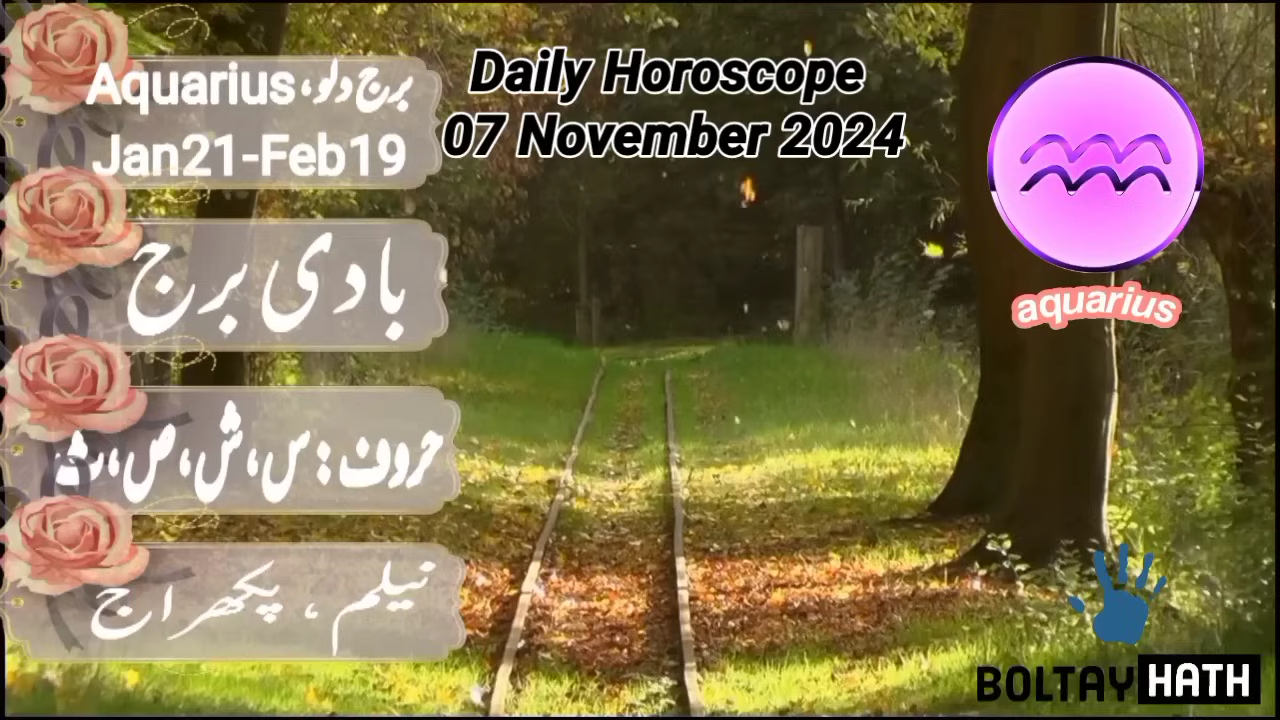 Daily Horoscope
07 November 2024
برج دلو، Aquarius
Jan21-Feb19
بادی برج
حروف : س، ش، ص، ث
نیلم ، پکھراج
aquarius
BOLTAY HATH